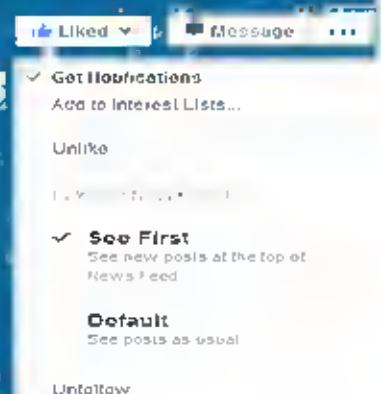 Liked Message ...
Get Notifications
Add to Interest Lists...
Unlike
See First
See new posts at the top of
News Feed
Default
See posts as usual
Unfollow